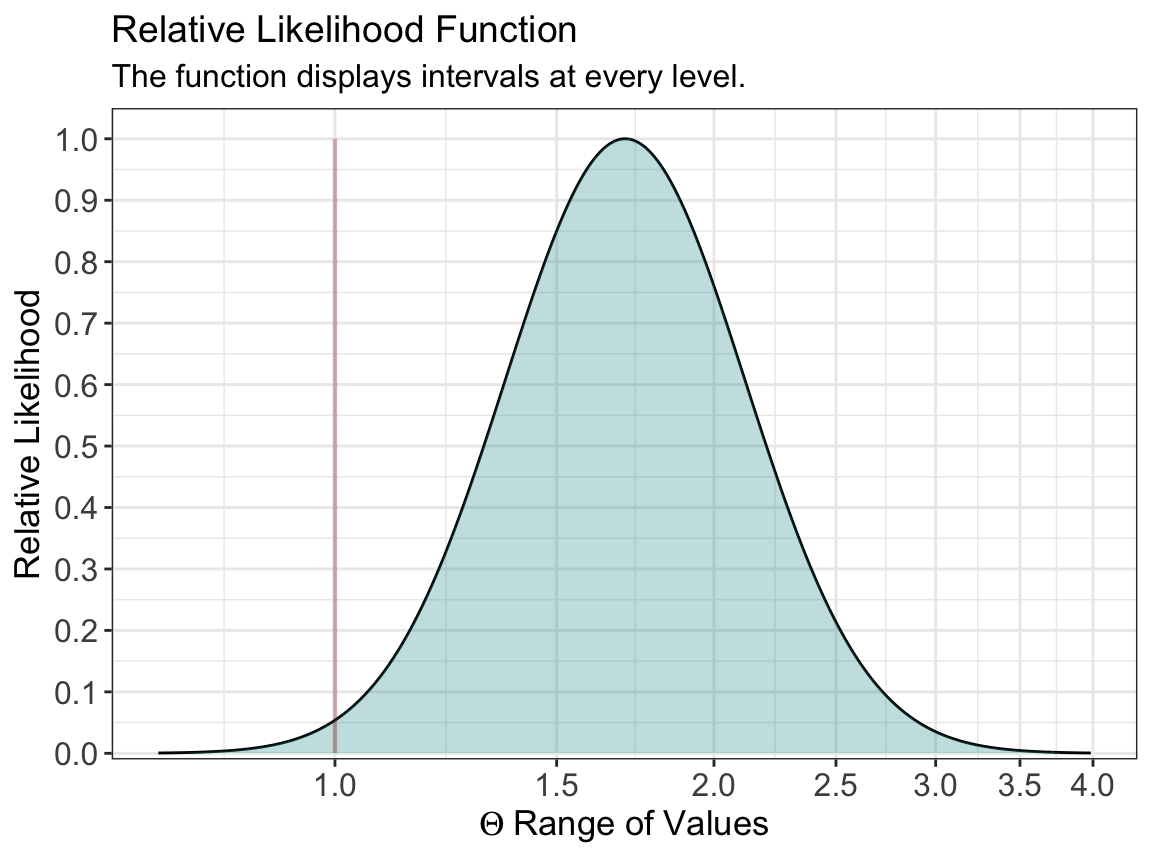 Relative Likelihood Function
The function displays intervals at every level.
Relative Likelihood
1.0
0.9
0.8
0.7
0.6
0.5
0.4
0.3
0.2
0.1
0.0
1.0 1.5 2.0 2.5 3.0 3.5 4.0
Θ Range of Values